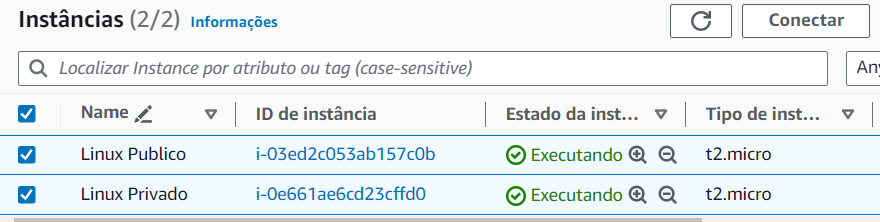 Instâncias (2/2) Informações Conectar
Localizar Instance por atributo ou tag (case-sensitive) Any
Name ID de instância Estado da inst... Tipo de inst...
Linux Publico i-03ed2c053ab157c0b Executando t2.micro
Linux Privado i-0e661ae6cd23cffd0 Executando t2.micro